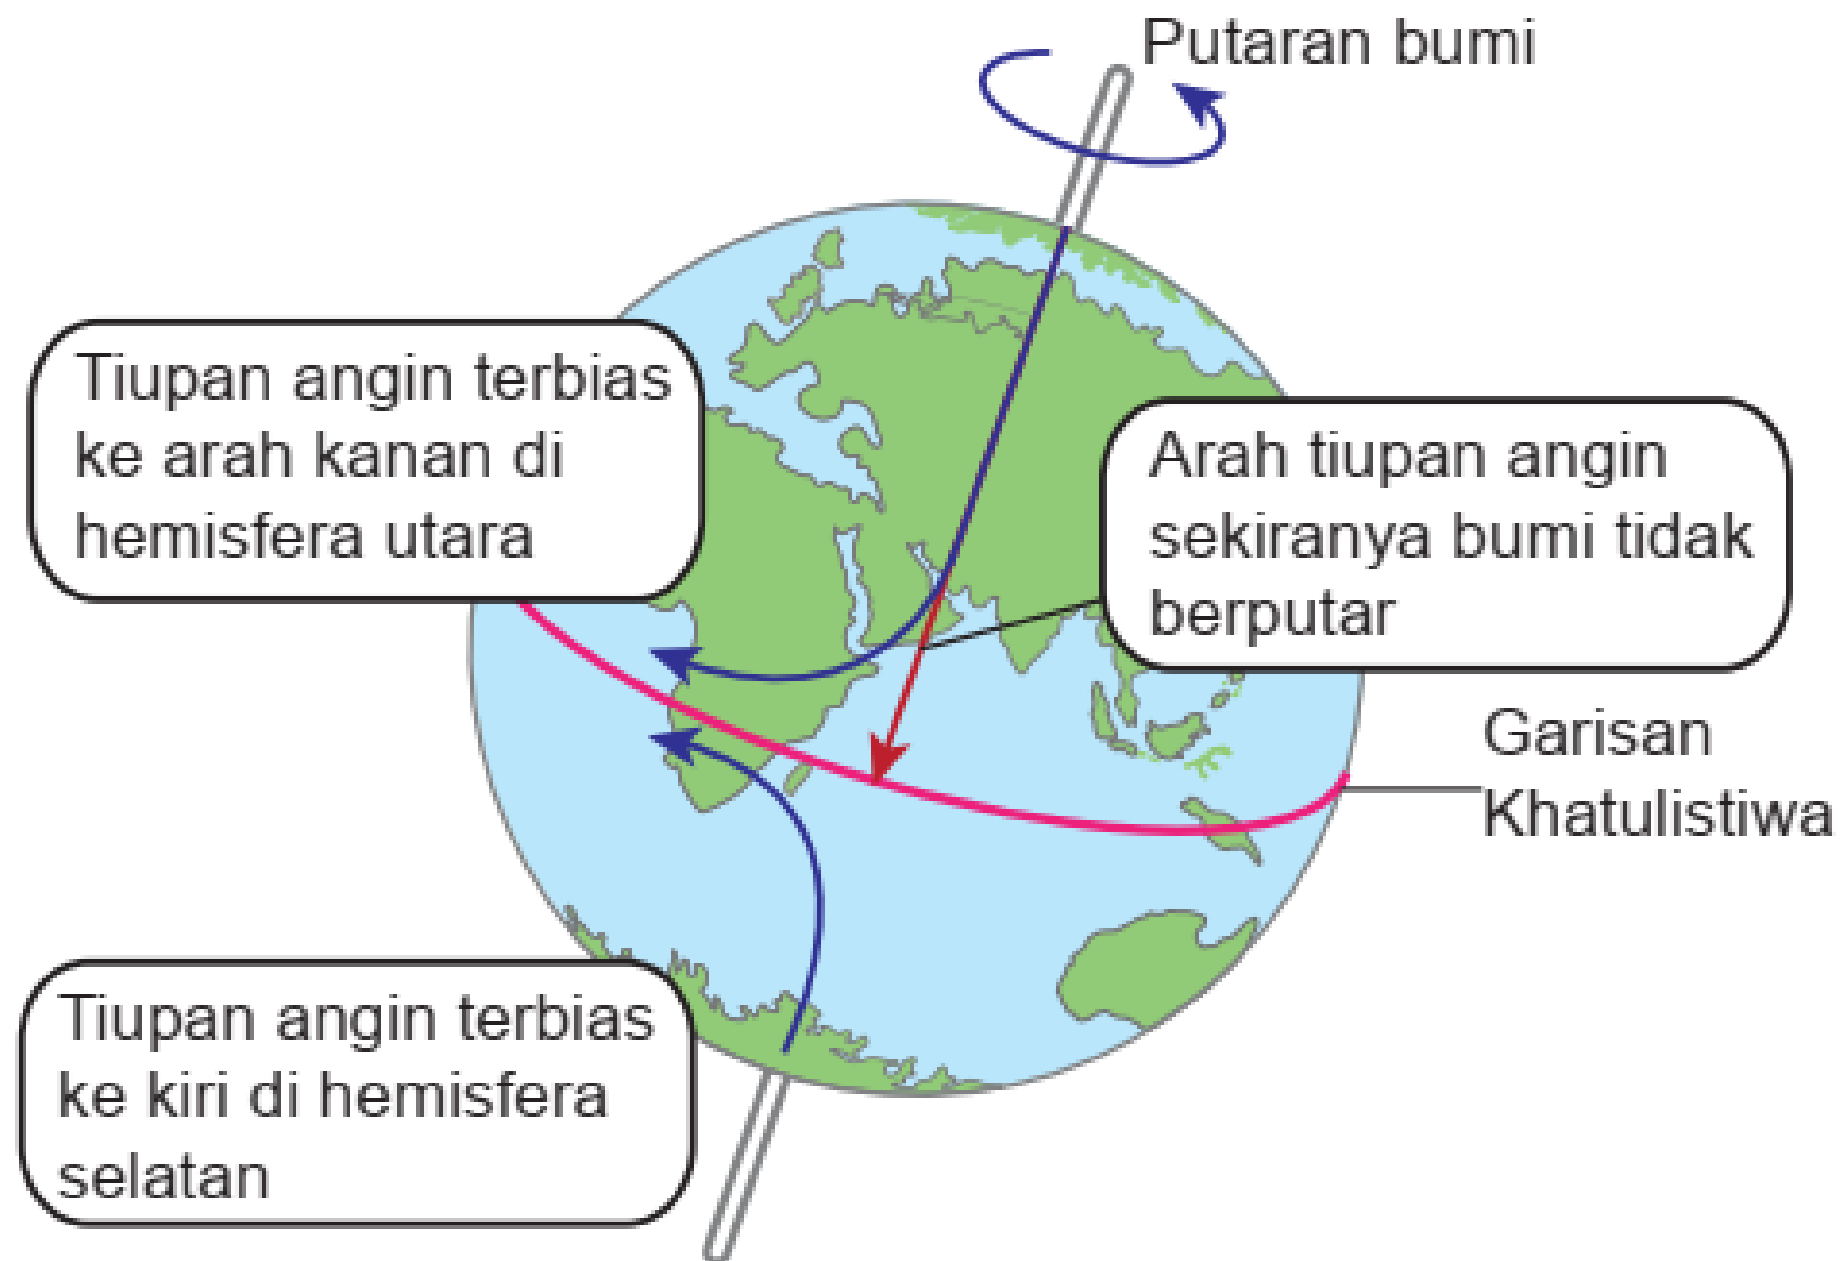 Putaran bumi
Tiupan angin terbias
ke arah kanan di
hemisfera utara
Arah tiupan angin
sekiranya bumi tidak
berputar
Garisan
Khatulistiwa
Tiupan angin terbias
ke kiri di hemisfera
selatan